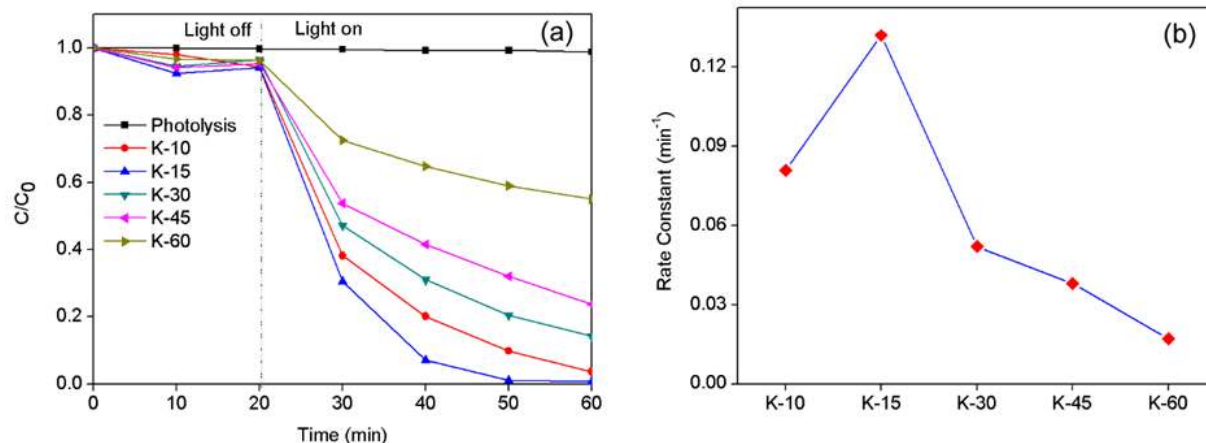 Light off
Light on
(a)
1.0
0.8
0.6
0.4
0.2
0.0
C/C0
Photolysis
K-10
K-15
K-30
K-45
K-60
0 10 20 30 40 50 60
Time (min)
(b)
0.12
0.09
0.06
0.03
0.00
Rate Constant (min⁻¹)
K-10 K-15 K-30 K-45 K-60